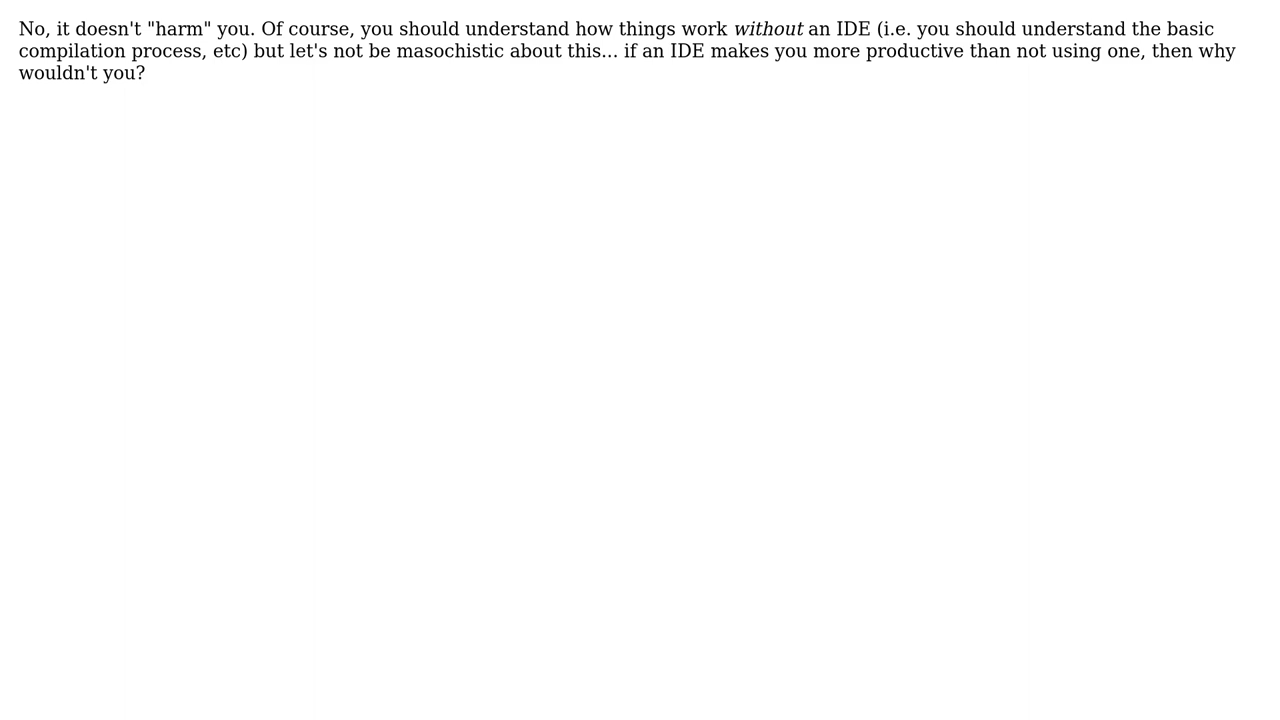 No, it doesn't "harm" you. Of course, you should understand how things work without an IDE (i.e. you should understand the basic
compilation process, etc) but let's not be masochistic about this... if an IDE makes you more productive than not using one, then why
wouldn't you?